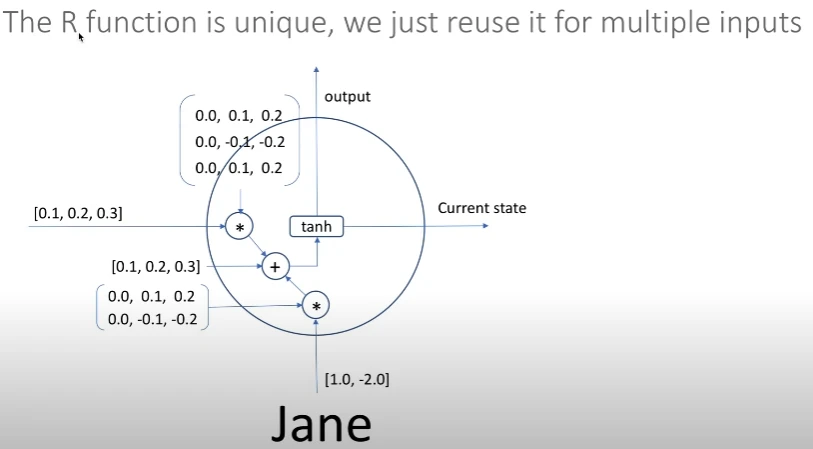 The R function is unique, we just reuse it for multiple inputs
output
0.0, 0.1, 0.2
0.0, -0.1, -0.2
0.0, 0.1, 0.2
[0.1, 0.2, 0.3]
Current state
*
tanh
[0.1, 0.2, 0.3]
+
0.0, 0.1, 0.2
0.0, -0.1, -0.2
*
[1.0, -2.0]
Jane